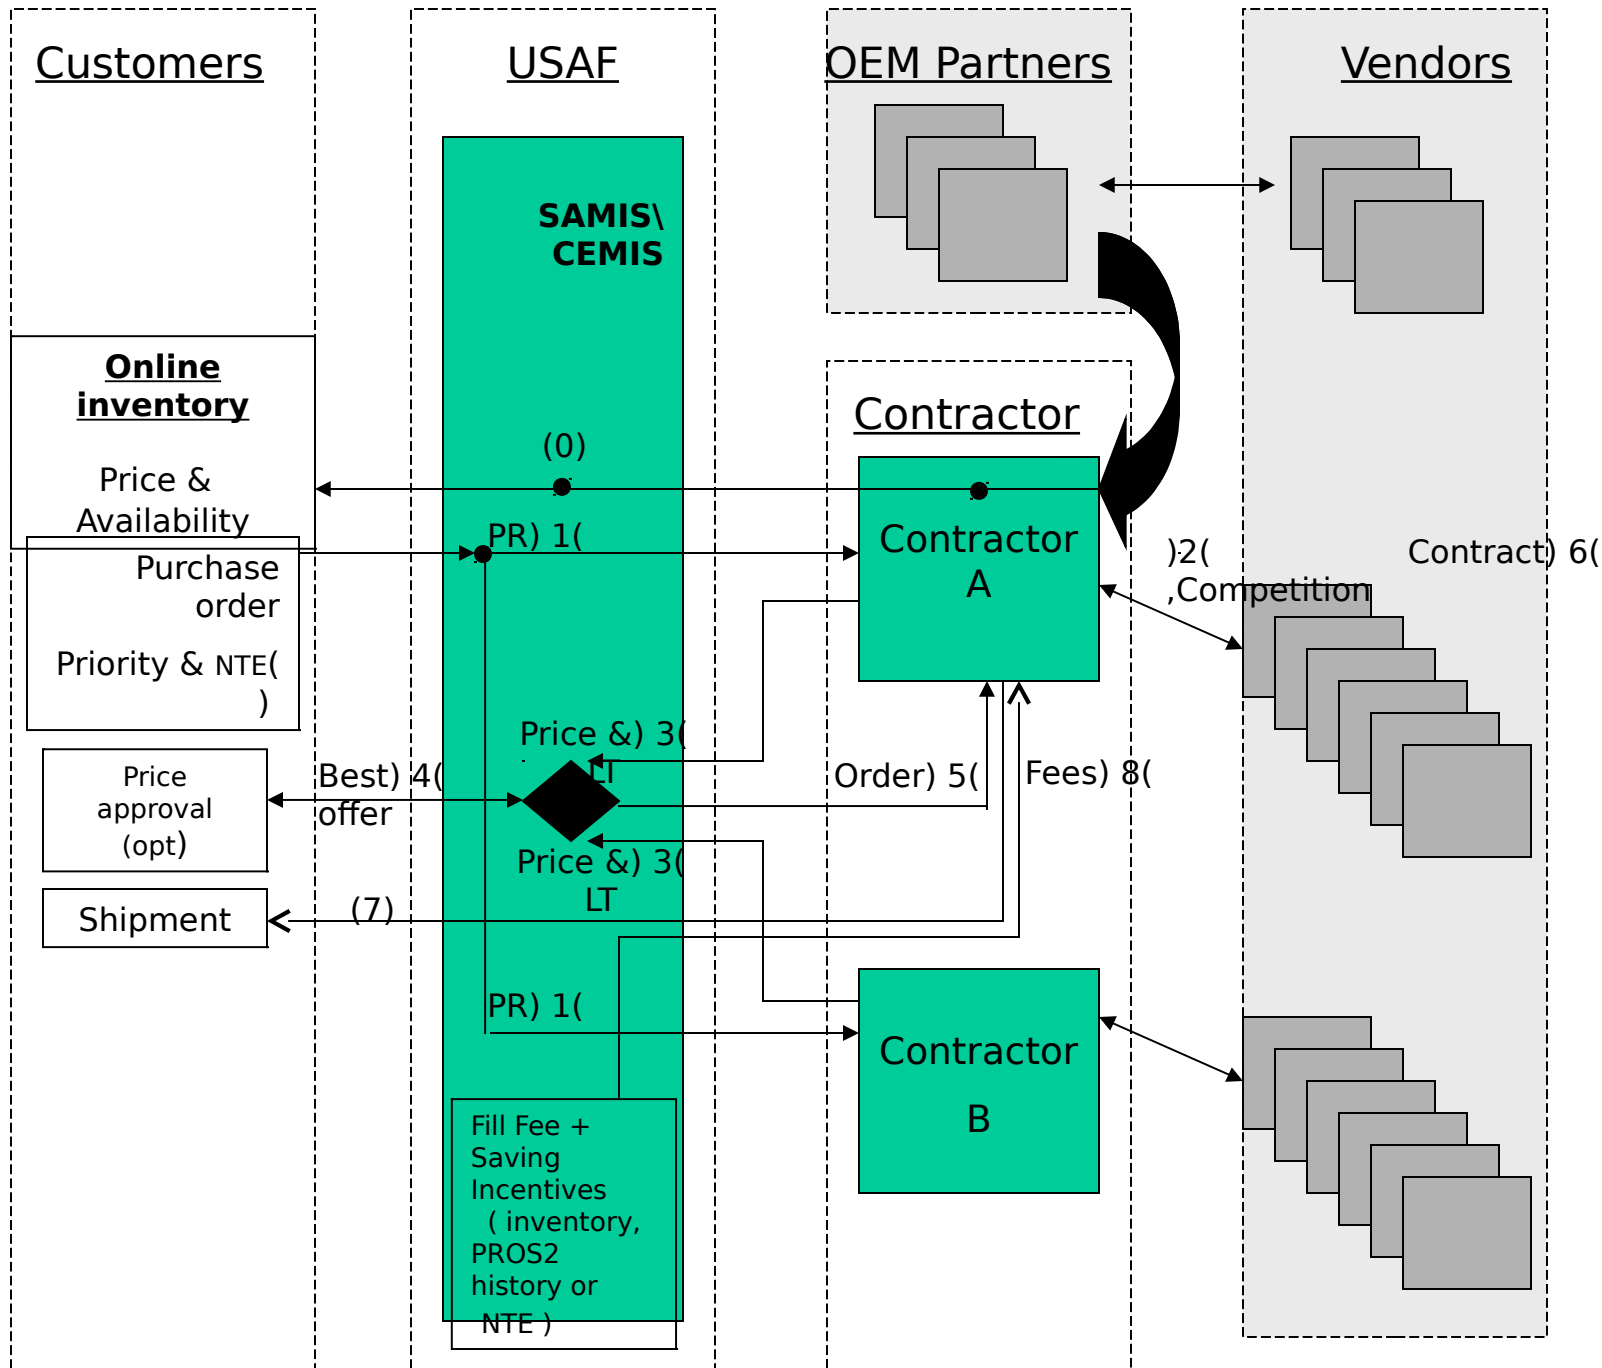 Customers
USAF
OEM Partners
Vendors
SAMIS\
CEMIS
Online
inventory
Price &
Availability
Purchase
order
Priority & NTE(
)
Price
approval
(opt)
Shipment
(0)
PR) 1(
Price &) 3(
LT
Best) 4(
offer
Price &) 3(
LT
(7)
PR) 1(
Fill Fee +
Saving
Incentives
( inventory,
PROS2
history or
NTE )
Contractor
Contractor
A
Order) 5(
Fees) 8(
Contractor
B
)2(
,Competition
Contract) 6(